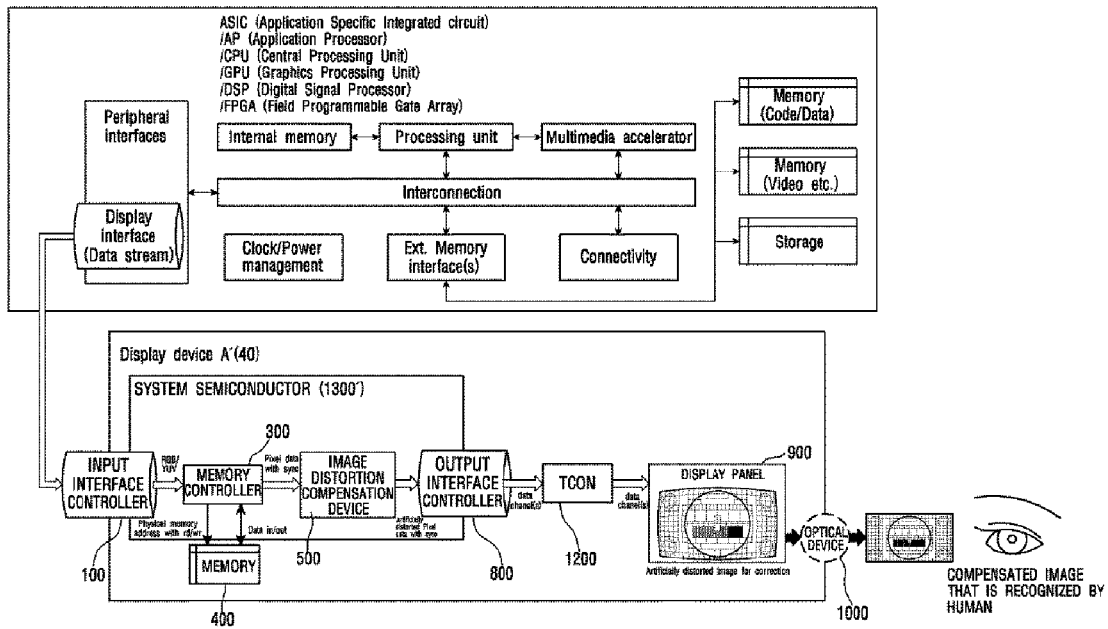 ASIC (Application Specific Integrated circuit)
/AP (Application Processor)
/CPU (Central Processing Unit)
/GPU (Graphics Processing Unit)
/DSP (Digital Signal Processor)
/FPGA (Field Programmable Gate Array)
Peripheral
interfaces
Internal memory
Processing unit
Multimedia accelerator
Memory
(Code/Data)
Memory
(Video etc.)
Storage
Interconnection
Display
interface
(Data stream)
Clock/Power
management
Ext. Memory
interface(s)
Connectivity
Display device A'(40)
SYSTEM SEMICONDUCTOR (1300')
300
900
INPUT
INTERFACE
CONTROLLER
RGB/
YUV
MEMORY
CONTROLLER
Pixel data
with sync
IMAGE
DISTORTION
COMPENSATION
DEVICE
OUTPUT
INTERFACE
CONTROLLER
data
channel(s)
TCON
data
channel(s)
DISPLAY PANEL
Artificially distorted image for correction
OPTICAL
DEVICE
Physical memory
address with rd/wr
Data in/out
Artificially
distorted Pixel
data with sync
MEMORY
100
400
500
800
1200
1000
COMPENSATED IMAGE
THAT IS RECOGNIZED BY
HUMAN